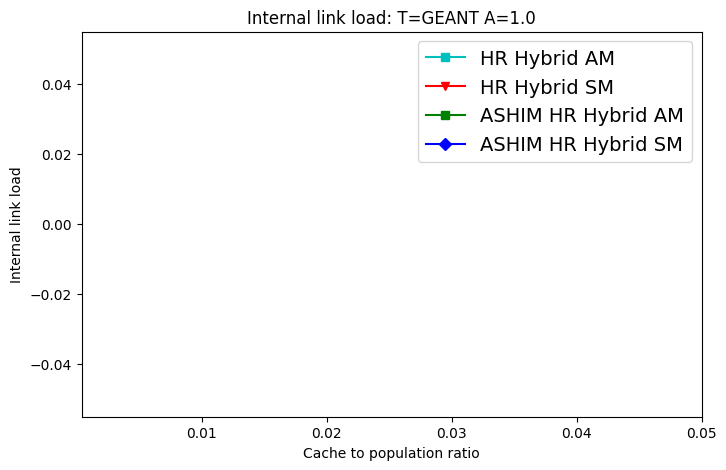 Internal link load: T=GEANT A=1.0
HR Hybrid AM
HR Hybrid SM
ASHIM HR Hybrid AM
ASHIM HR Hybrid SM
Internal link load
0.04
0.02
0.00
−0.02
−0.04
0.01
0.02
0.03
0.04
0.05
Cache to population ratio